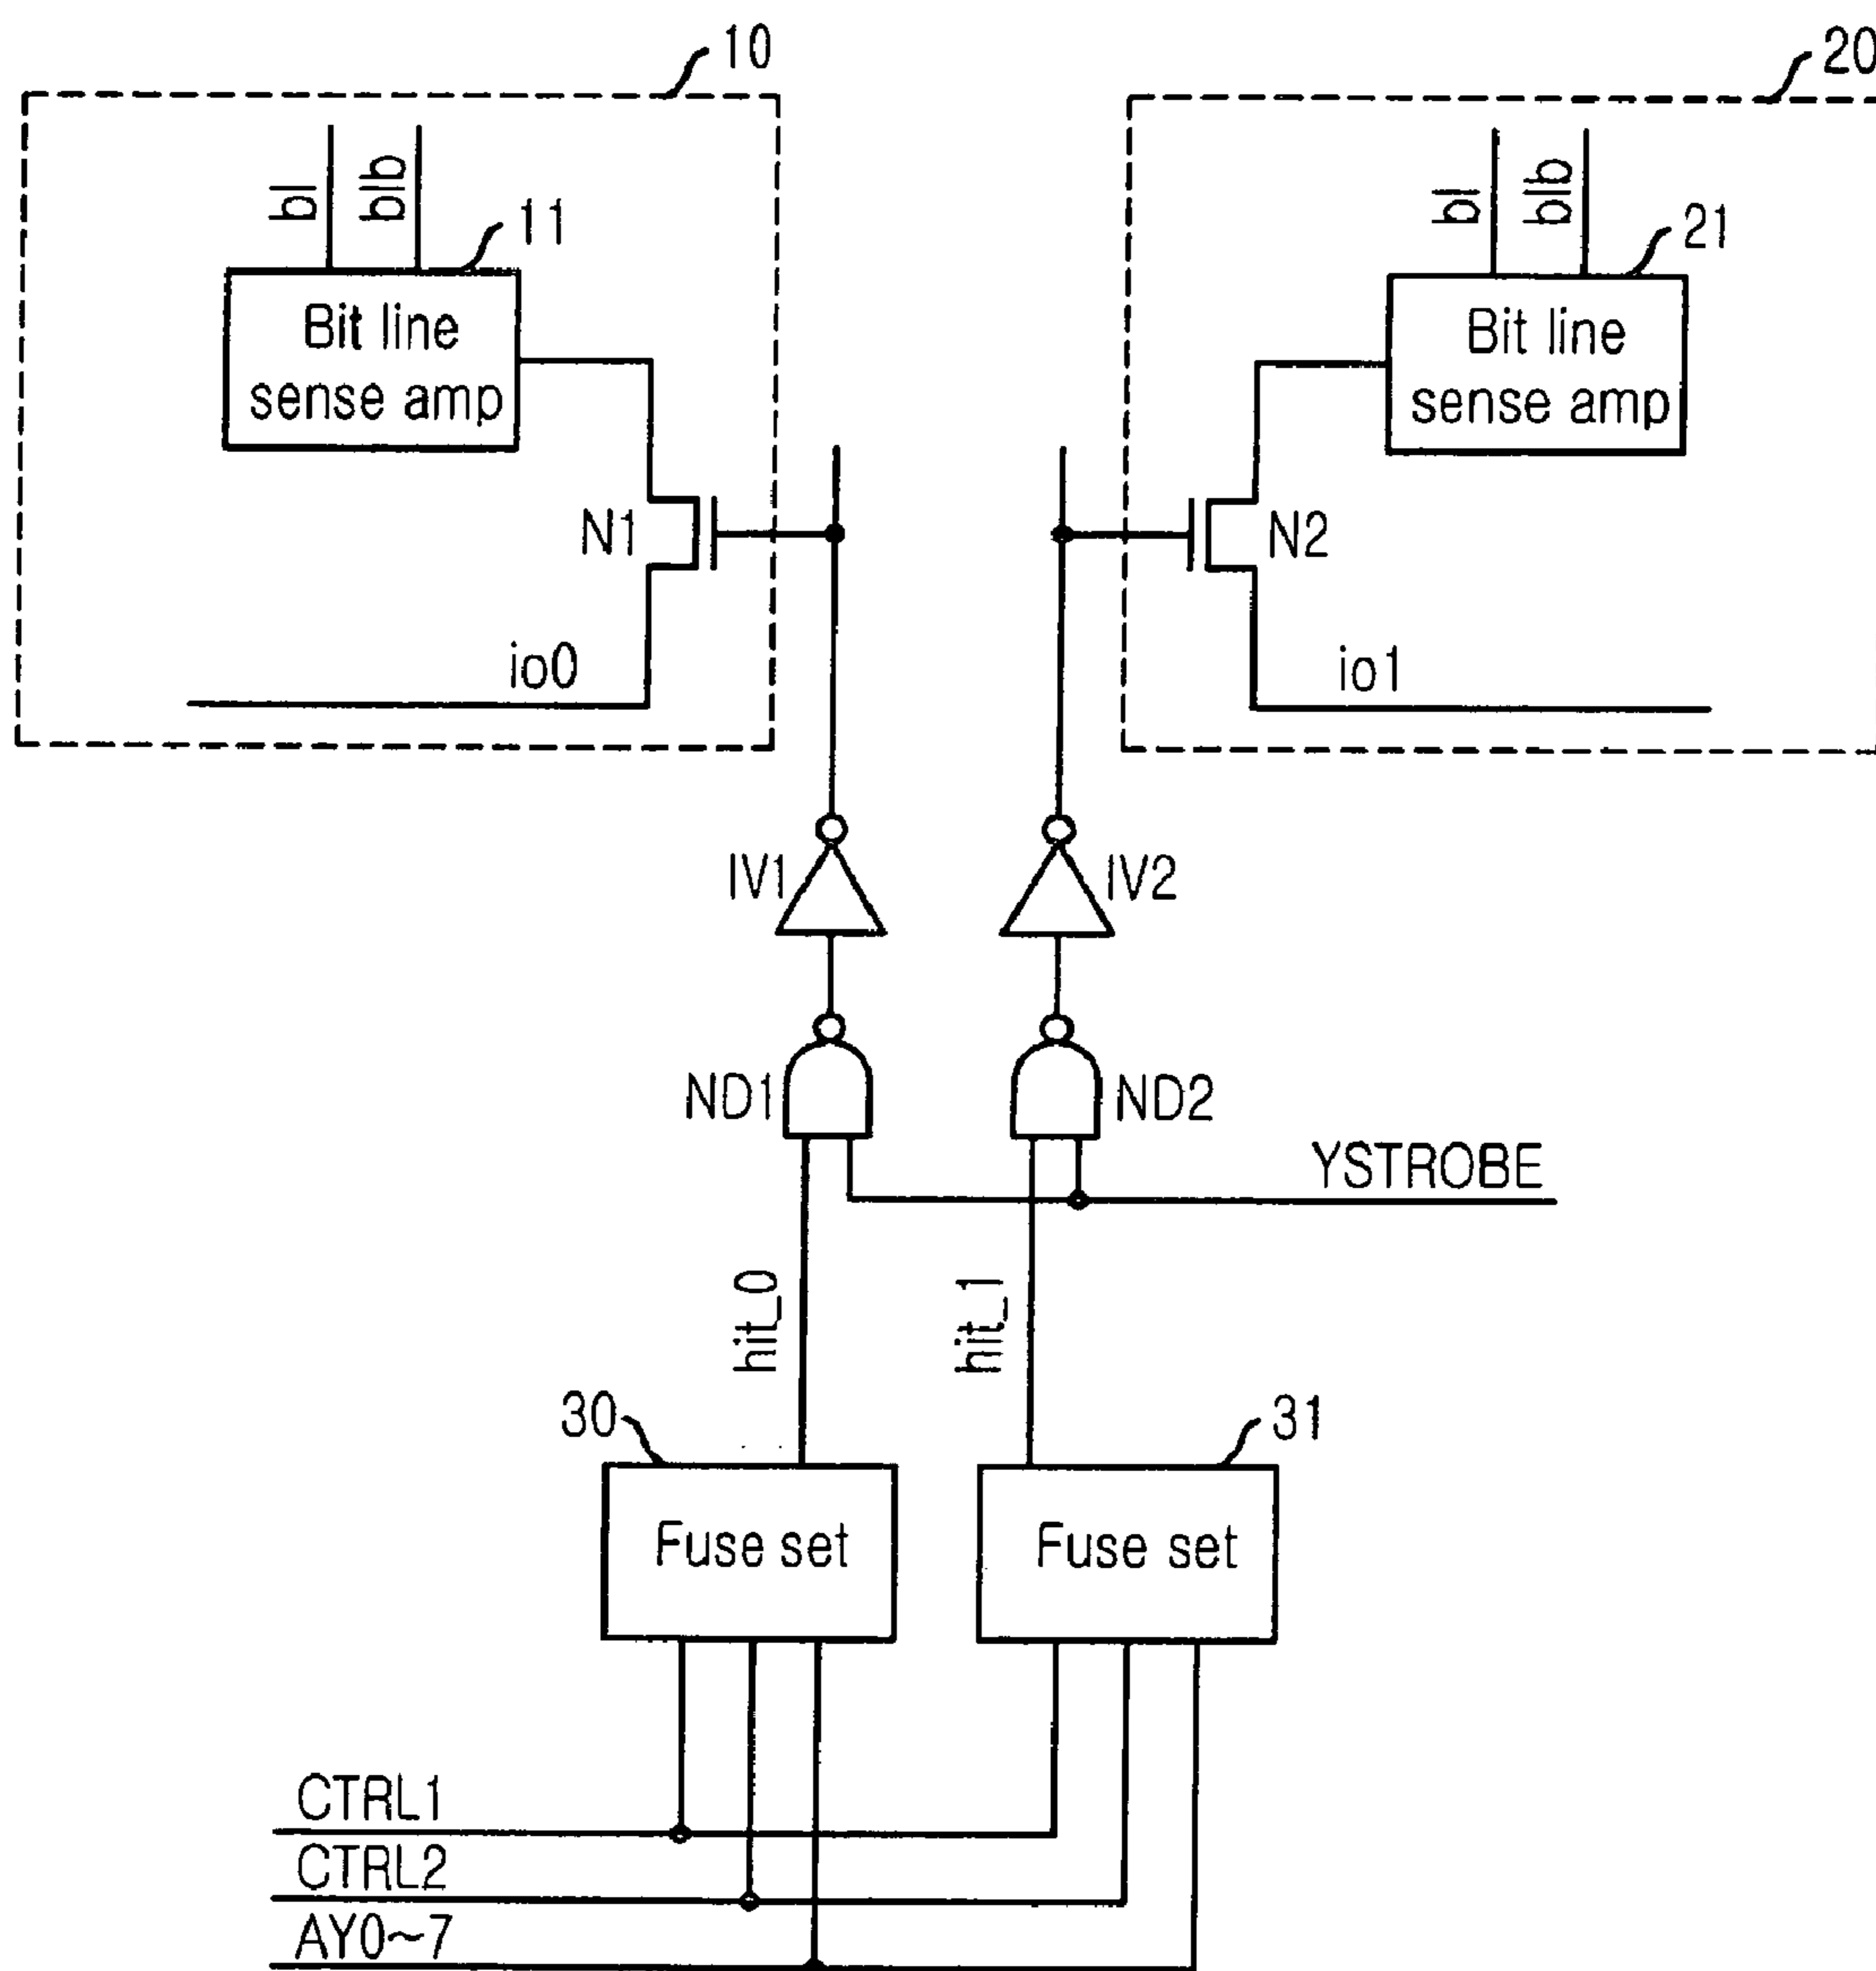 10
20
bl
blb
11
Bit line
sense amp
N1
io0
bl
blb
21
Bit line
sense amp
N2
io1
IV1
IV2
ND1
ND2
YSTROBE
hit_0
hit_1
30
31
Fuse set
Fuse set
CTRL1
CTRL2
AY0~7